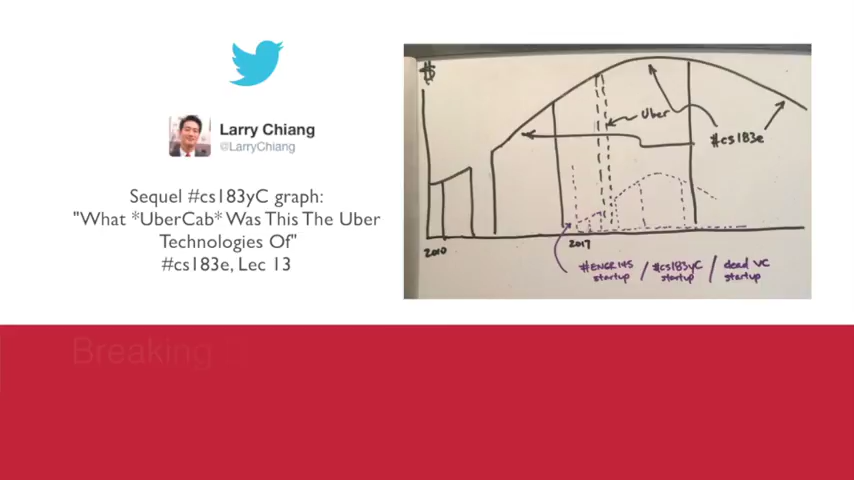 Larry Chiang
@LarryChiang
Sequel #cs183yC graph:
"What *UberCab* Was This The Uber
Technologies Of"
#cs183e, Lec 13
$
Uber
#cs183e
2010
2017
#ENGR145
startup
/
#cs183yC
startup
/
dead VC
startup
Breaking